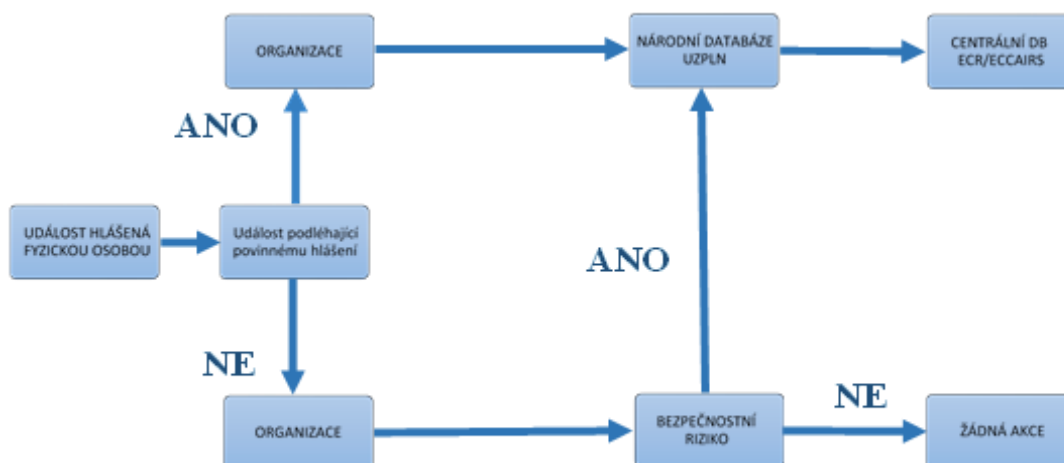 ORGANIZACE
NÁRODNÍ DATABÁZE
UZPLN
CENTRÁLNÍ DB
ECR/ECCAIRS
ANO
UDÁLOST HLÁŠENÁ
FYZICKOU OSOBOU
Událost podléhající
povinnému hlášení
ANO
NE
ORGANIZACE
BEZPEČNOSTNÍ
RIZIKO
NE
ŽÁDNÁ AKCE